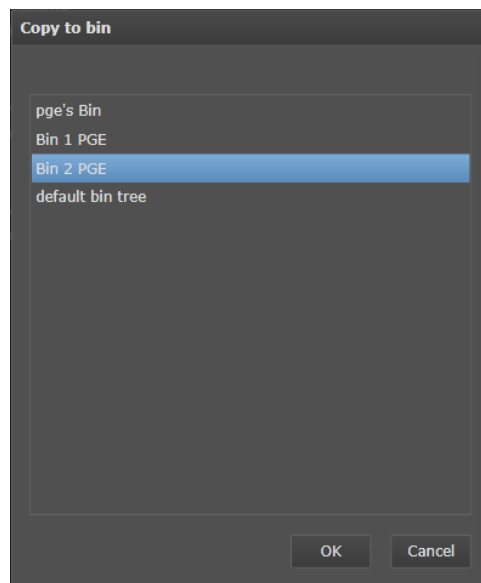 Copy to bin
pge's Bin
Bin 1 PGE
Bin 2 PGE
default bin tree
OK
Cancel